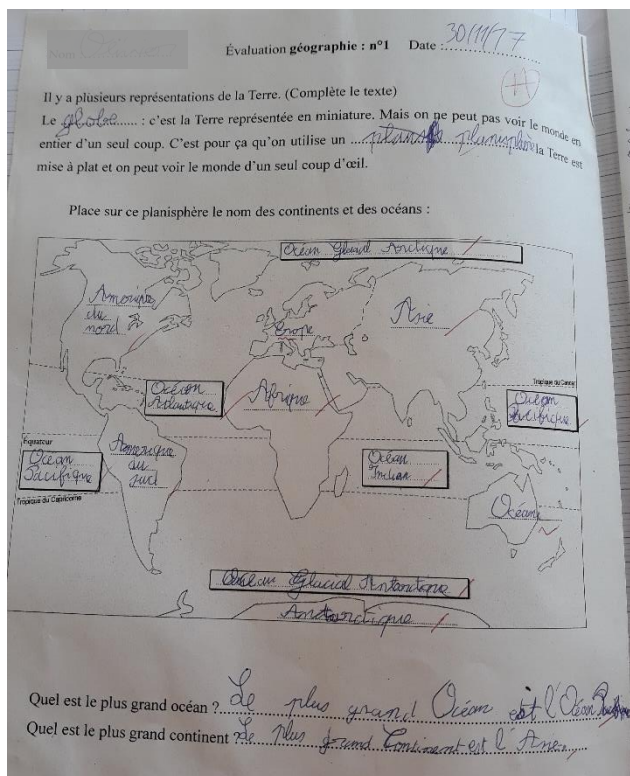 Évaluation géographie : n°1 Date : 30/11/17
Nom
TA
Il y a plusieurs représentations de la Terre. (Complète le texte)
Le globe : c'est la Terre représentée en miniature. Mais on ne peut pas voir le monde en
entier d'un seul coup. C'est pour ça qu'on utilise un planisphère la Terre est
mise à plat et on peut voir le monde d'un seul coup d'œil.
Place sur ce planisphère le nom des continents et des océans :
Océan Glacial Arctique
Amérique
du
nord
Europe
Asie
Océan
Atlantique
Afrique
Tropique du Cancer
Océan
Pacifique
Équateur
Océan
Pacifique
Amérique
du
sud
Océan
Indien
Tropique du Capricorne
Océanie
Océan Glacial Antarctique
Antarctique
Quel est le plus grand océan ? Le plus grand Océan est l'Océan Pacifique
Quel est le plus grand continent ? Le plus grand Continent est l'Asie.